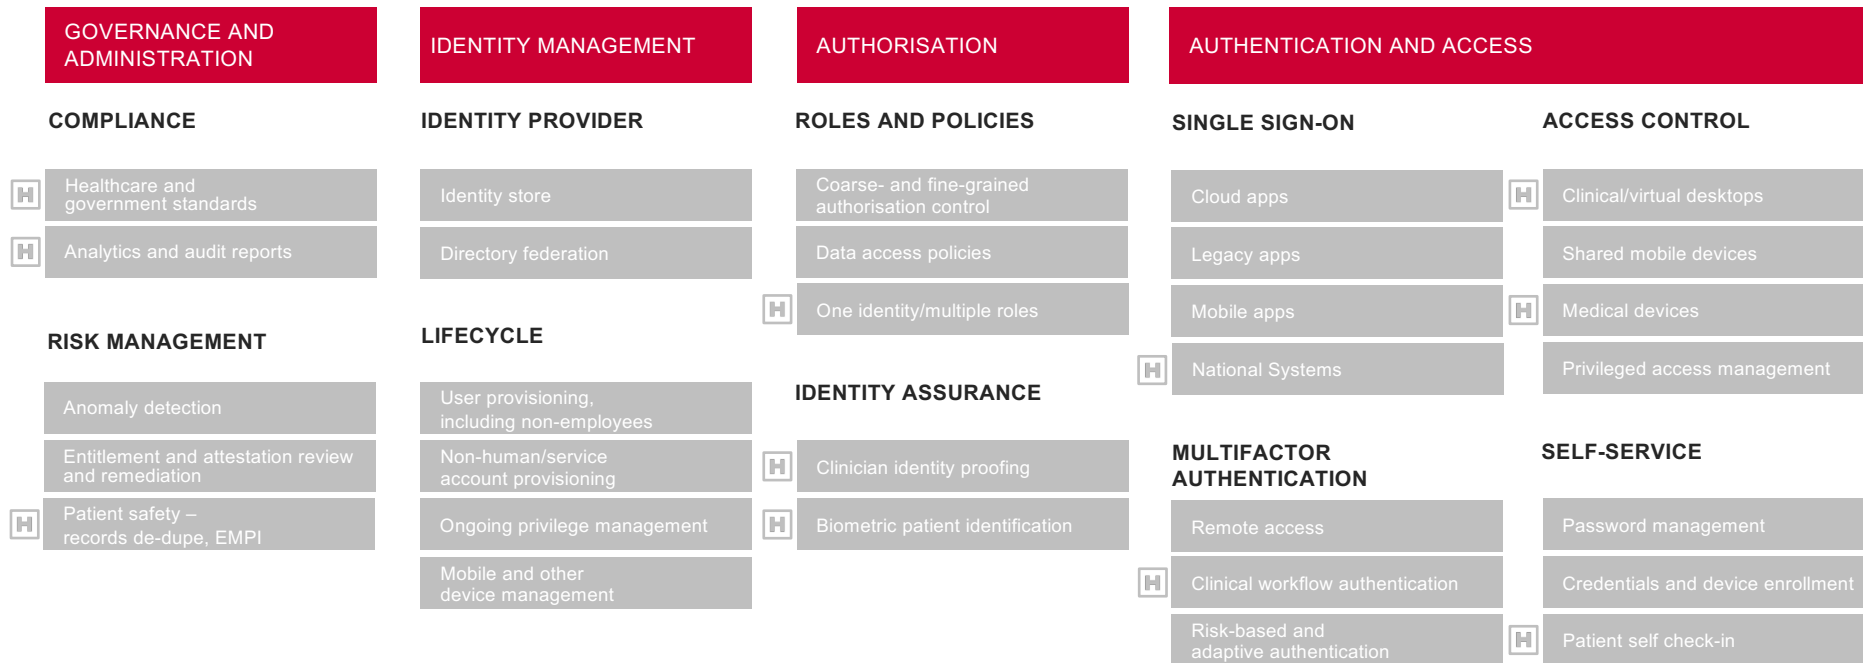 GOVERNANCE AND
ADMINISTRATION
COMPLIANCE
H
Healthcare and
government standards
H
Analytics and audit reports
RISK MANAGEMENT
Anomaly detection
Entitlement and attestation review
and remediation
H
Patient safety –
records de-dupe, EMPI
IDENTITY MANAGEMENT
IDENTITY PROVIDER
Identity store
Directory federation
LIFECYCLE
User provisioning,
including non-employees
Non-human/service
account provisioning
Ongoing privilege management
Mobile and other
device management
AUTHORISATION
ROLES AND POLICIES
Coarse- and fine-grained
authorisation control
Data access policies
H
One identity/multiple roles
IDENTITY ASSURANCE
H
Clinician identity proofing
H
Biometric patient identification
AUTHENTICATION AND ACCESS
SINGLE SIGN-ON
Cloud apps
Legacy apps
Mobile apps
H
National Systems
MULTIFACTOR
AUTHENTICATION
Remote access
H
Clinical workflow authentication
Risk-based and
adaptive authentication
ACCESS CONTROL
H
Clinical/virtual desktops
Shared mobile devices
H
Medical devices
Privileged access management
SELF-SERVICE
Password management
Credentials and device enrollment
H
Patient self check-in